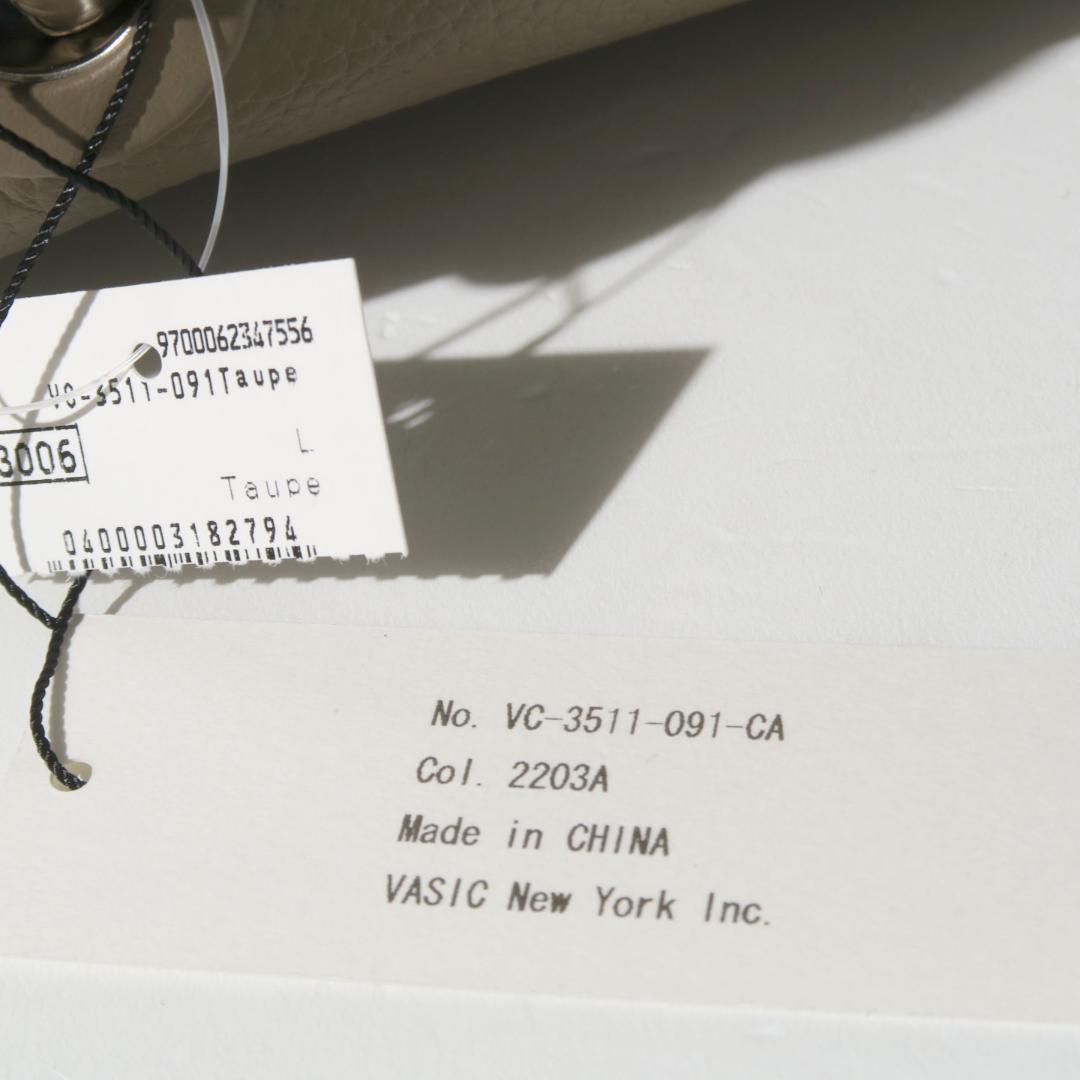 9700062347556
VC-3511-091Taupe
3006
L
Taupe
0400003182794
No. VC-3511-091-CA
Col. 2203A
Made in CHINA
VASIC New York Inc.